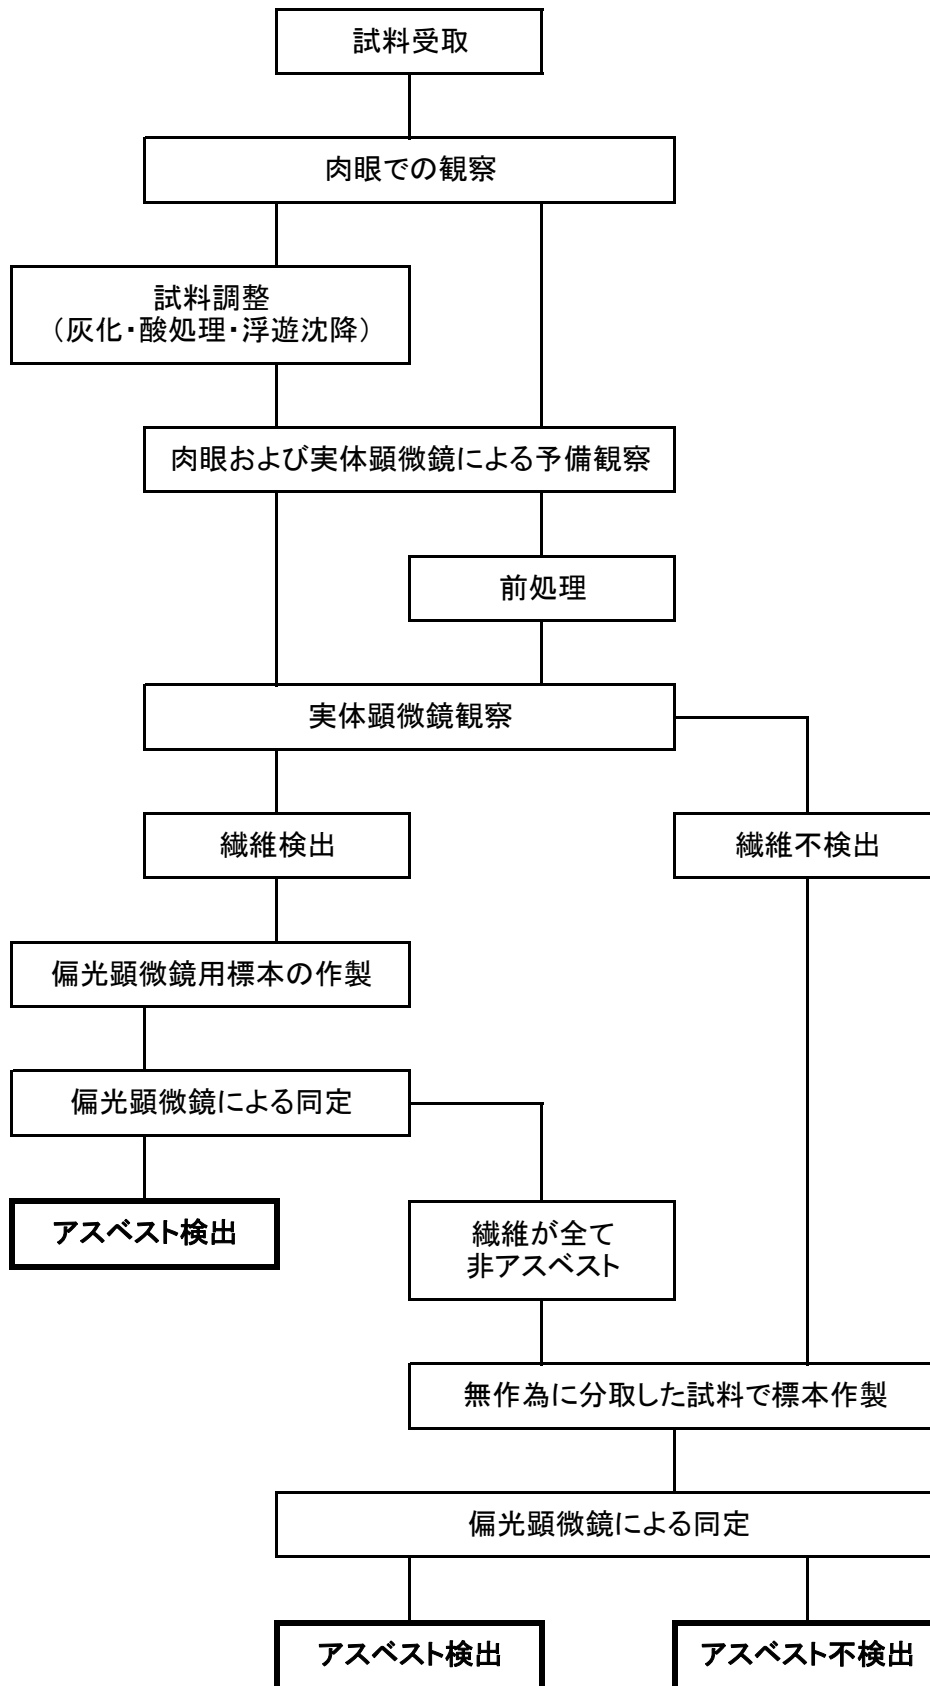 試料受取
肉眼での観察
試料調整
（灰化・酸処理・浮遊沈降）
肉眼および実体顕微鏡による予備観察
前処理
実体顕微鏡観察
繊維検出
繊維不検出
偏光顕微鏡用標本の作製
偏光顕微鏡による同定
アスベスト検出
繊維が全て
非アスベスト
無作為に分取した試料で標本作製
偏光顕微鏡による同定
アスベスト検出
アスベスト不検出